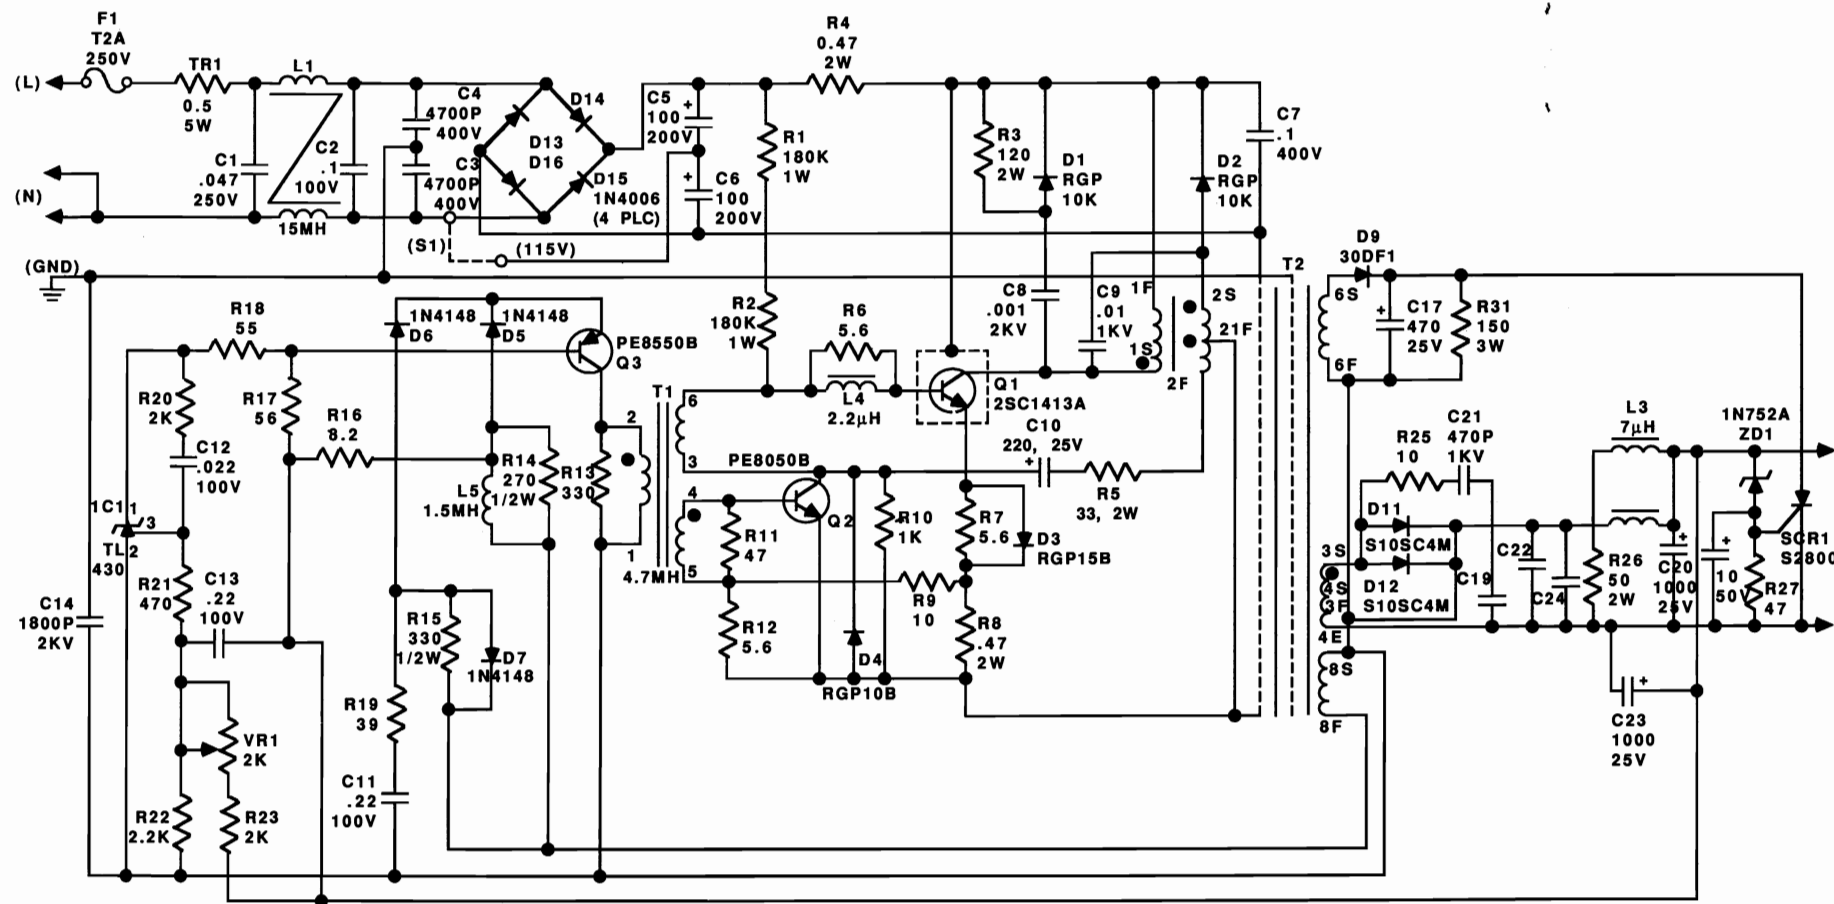 F1
T2A
250V
(L)
TR1
0.5
5W
L1
C4
4700P
400V
D14
C5
+
100
200V
R4
0.47
2W
C7
.1
400V
C1
.047
250V
C2
.1
100V
D13
D16
C3
4700P
400V
D15
1N4006
(4 PLC)
+
C6
100
200V
R1
180K
1W
R3
120
2W
D1
RGP
10K
D2
RGP
10K
(N)
15MH
(S1)
(115V)
(GND)
T2
D9
30DF1
R18
55
1N4148
D6
1N4148
D5
PE8550B
Q3
R2
180K
1W
R6
5.6
L4
2.2μH
C8
.001
2KV
C9
.01
1KV
1F
1S
2S
21F
2F
6S
6F
+
C17
470
25V
R31
150
3W
Q1
2SC1413A
R20
2K
R17
56
R16
8.2
C12
.022
100V
T1
2
1
6
3
4
5
4.7MH
PE8050B
Q2
C10
220, 25V
+
R5
33, 2W
C21
470P
1KV
R25
10
L3
7μH
1N752A
ZD1
1C1
1
3
2
TL
430
L5
1.5MH
R14
270
1/2W
R13
330
R11
47
R10
1K
R7
5.6
D3
RGP15B
D11
S10SC4M
D12
S10SC4M
3S
4S
3F
4E
C22
C19
C24
R26
50
2W
+
C20
1000
25V
+
10
50V
SCR1
S2800
R27
47
R21
470
C13
.22
100V
C14
1800P
2KV
R15
330
1/2W
D7
1N4148
R12
5.6
R9
10
R8
.47
2W
D4
RGP10B
8S
8F
+
C23
1000
25V
R19
39
VR1
2K
C11
.22
100V
R22
2.2K
R23
2K